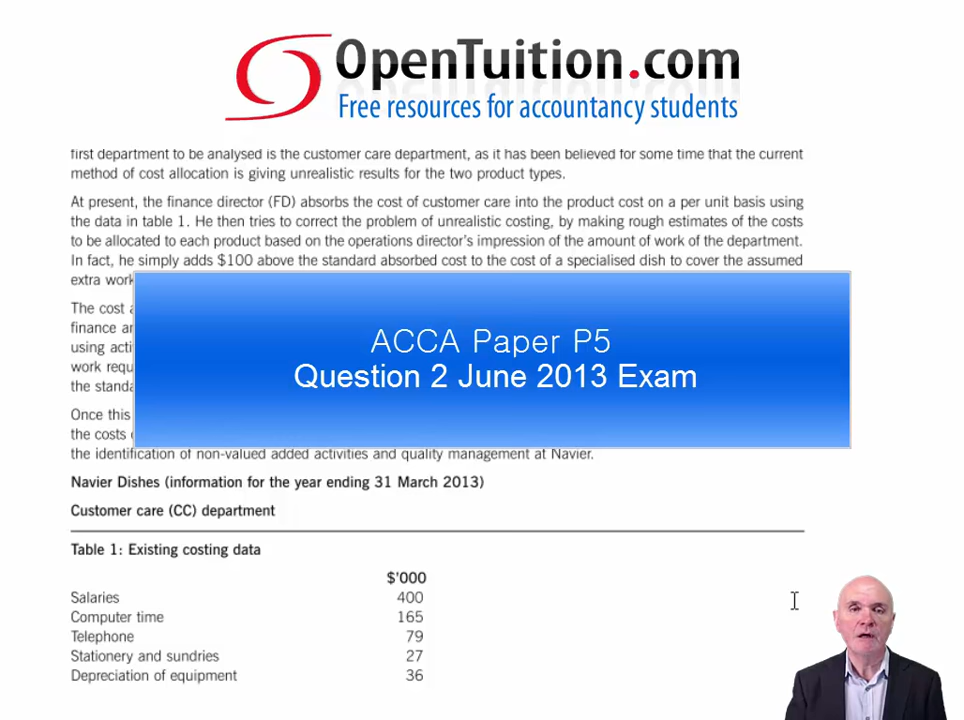 OpenTuition.com
Free resources for accountancy students
first department to be analysed is the customer care department, as it has been believed for some time that the current
method of cost allocation is giving unrealistic results for the two product types.
At present, the finance director (FD) absorbs the cost of customer care into the product cost on a per unit basis using
the data in table 1. He then tries to correct the problem of unrealistic costing, by making rough estimates of the costs
to be allocated to each product based on the operations director's impression of the amount of work of the department.
In fact, he simply adds $100 above the standard absorbed cost to the cost of a specialised dish to cover the assumed
extra
The cost
finance
using
work
the
ACCA Paper P5
Question 2 June 2013 Exam
Once this
the costs
the identification of non-valued added activities and quality management at Navier.
Navier Dishes (information for the year ending 31 March 2013)
Customer care (CC) department
Table 1: Existing costing data
$'000
Salaries 400
Computer time 165
Telephone 79
Stationery and sundries 27
Depreciation of equipment 36